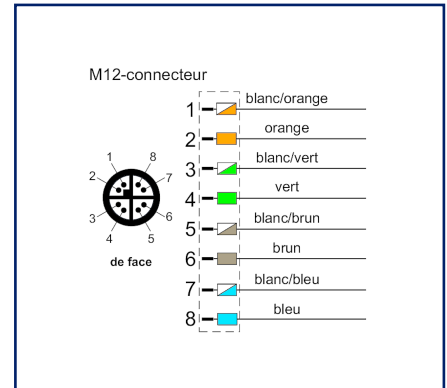 M12-connecteur
1 blanc/orange
2 orange
3 blanc/vert
4 vert
5 blanc/brun
6 brun
7 blanc/bleu
8 bleu
1 8
2 7
3 6
4 5
de face